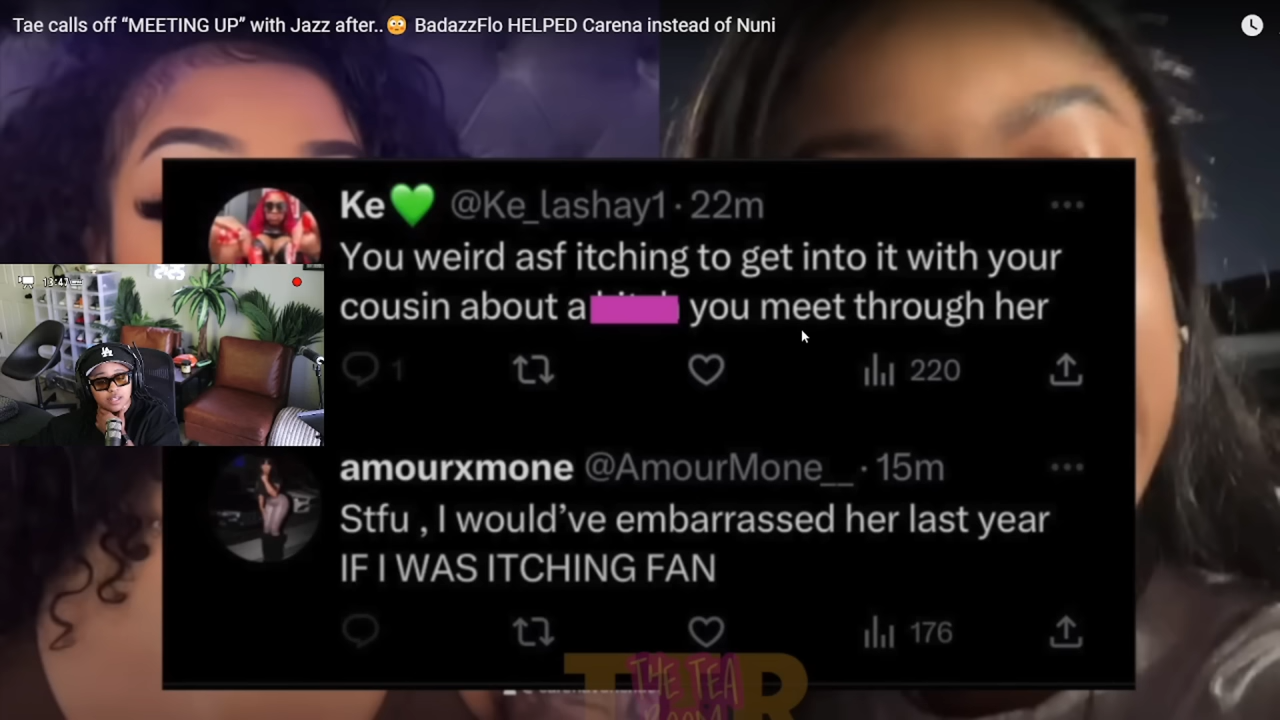 Tae calls off “MEETING UP” with Jazz after..😳 BadazzFlo HELPED Carena instead of Nuni
Ke💚 @Ke_lashay1 · 22m
You weird asf itching to get into it with your
cousin about a you meet through her
1 220
amourxmone @AmourMone__ · 15m
Stfu , I would’ve embarrassed her last year
IF I WAS ITCHING FAN
176
LA
THE TEA